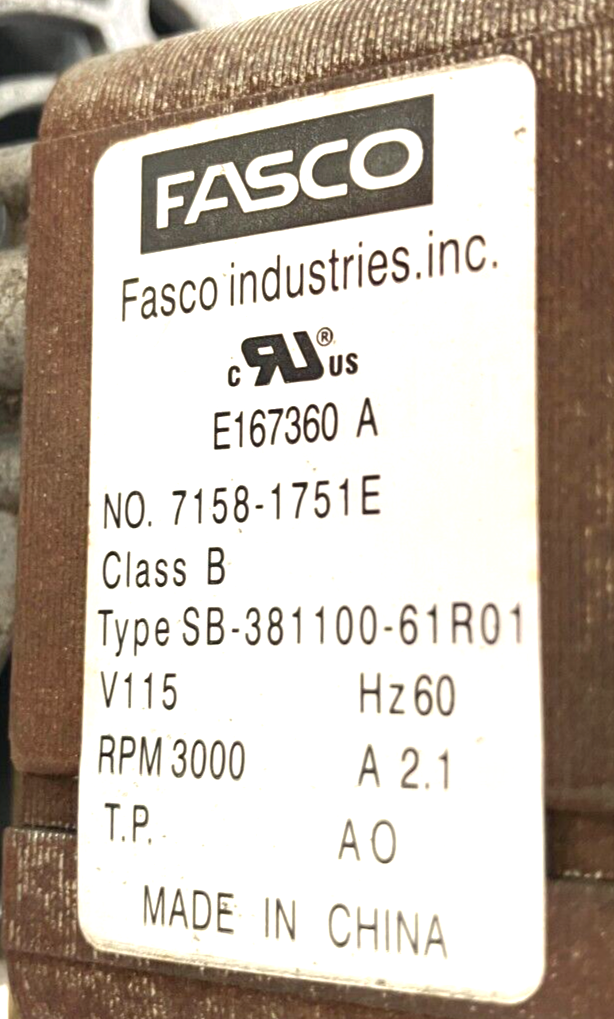 FASCO
Fasco industries.inc.
c RU® US
E167360 A
NO. 7158-1751E
Class B
Type SB-381100-61R01
V115 Hz60
RPM 3000 A 2.1
T.P. AO
MADE IN CHINA